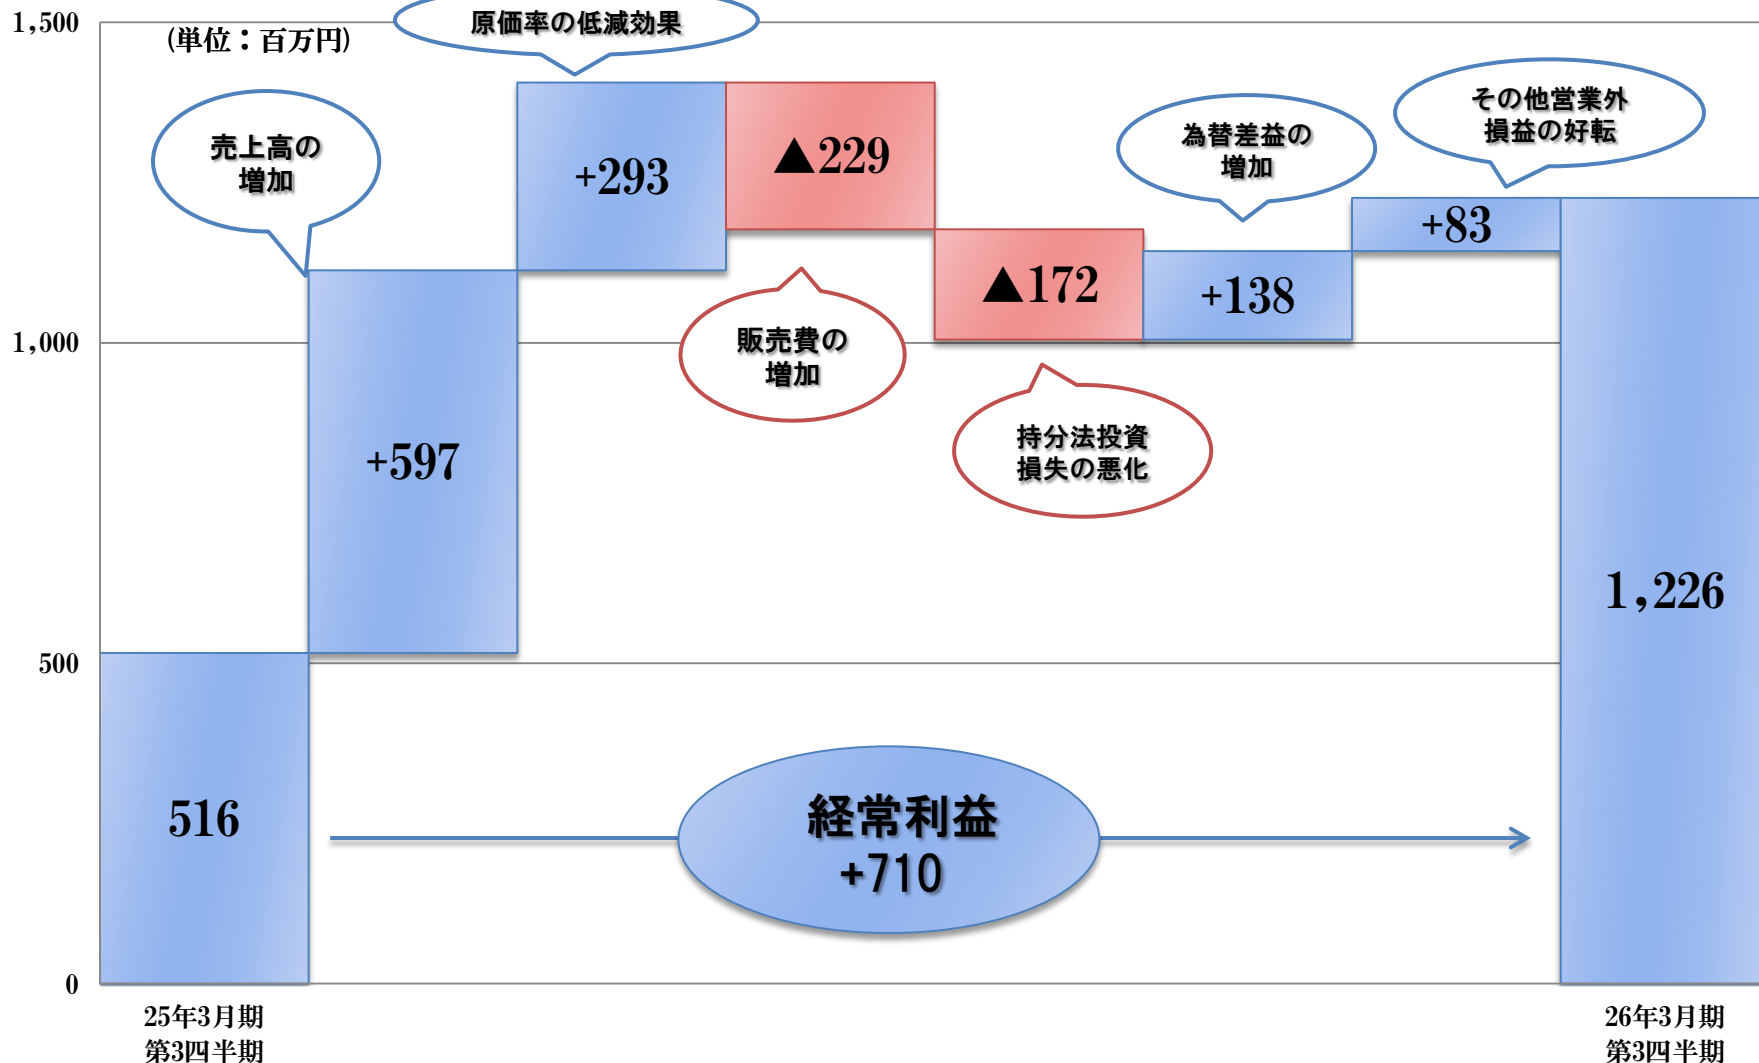 1,500
(単位：百万円)
原価率の低減効果
売上高の
増加
+293
▲229
為替差益の
増加
その他営業外
損益の好転
+83
▲172
+138
1,000
販売費の
増加
持分法投資
損失の悪化
+597
1,226
500
516
経常利益
+710
0
25年3月期
第3四半期
26年3月期
第3四半期